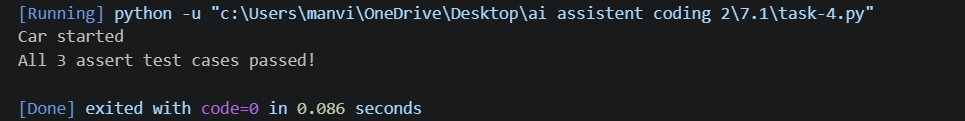 [Running] python -u "c:\Users\manvi\OneDrive\Desktop\ai assistent coding 2\7.1\task-4.py"
Car started
All 3 assert test cases passed!
[Done] exited with code=0 in 0.086 seconds